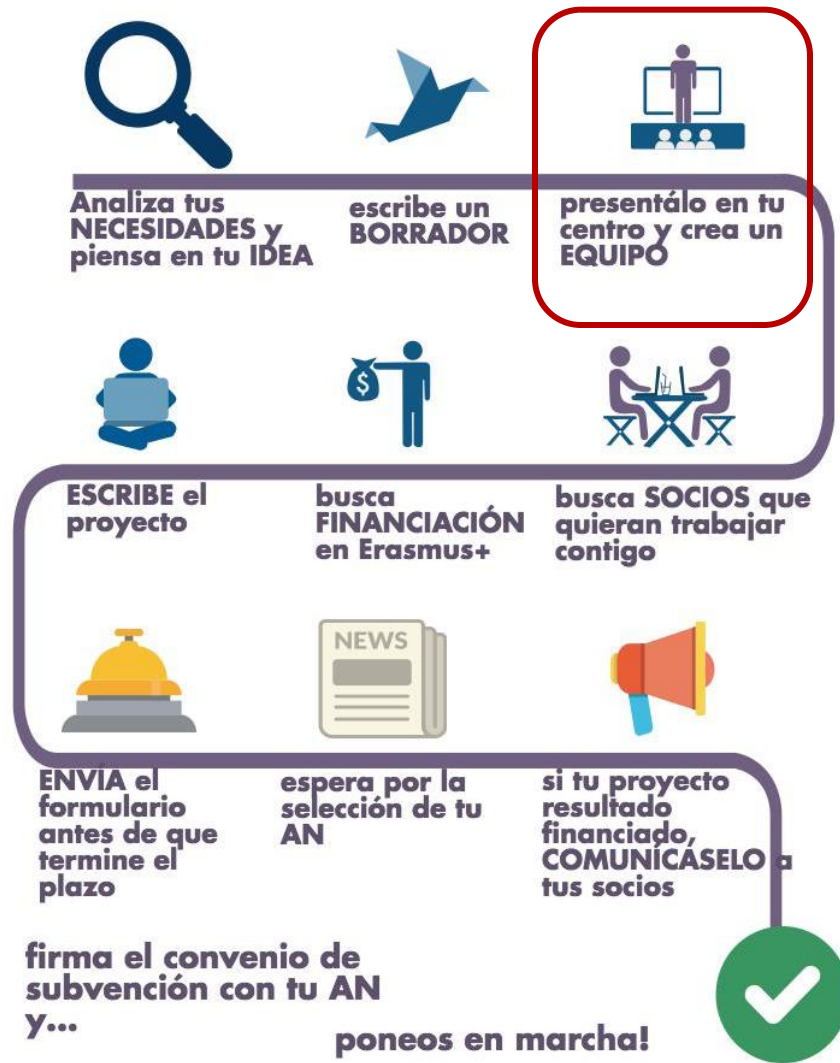 Analiza tus
NECESIDADES y
piensa en tu IDEA
escribe un
BORRADOR
presentálo en tu
centro y crea un
EQUIPO
ESCRIBE el
proyecto
$
busca
FINANCIACIÓN
en Erasmus+
busca SOCIOS que
quieran trabajar
contigo
ENVÍA el
formulario
antes de que
termine el
plazo
NEWS
espera por la
selección de tu
AN
si tu proyecto
resultado
financiado,
COMUNÍCASELO a
tus socios
firma el convenio de
subvención con tu AN
y...
poneos en marcha!